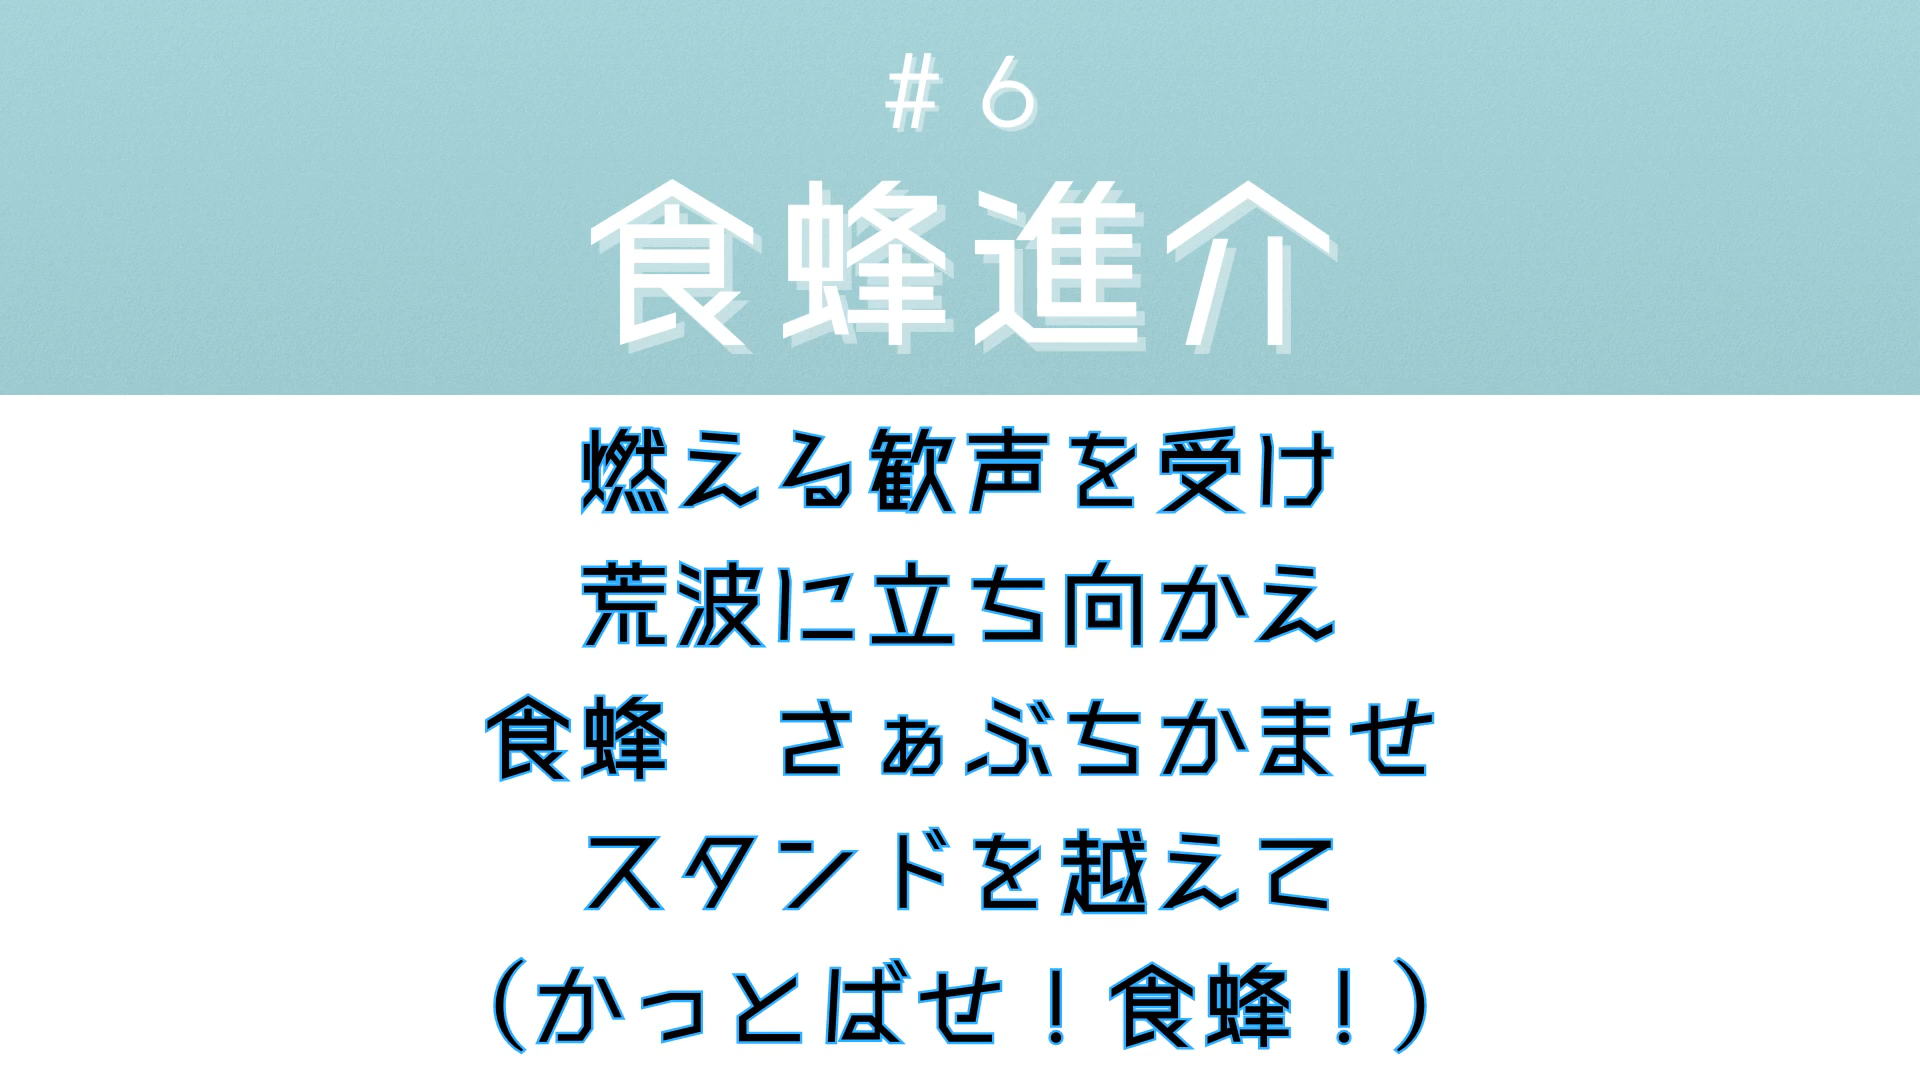 #6
食蜂進介
燃える歓声を受け
荒波に立ち向かえ
食蜂　さぁぶちかませ
スタンドを越えて
（かっとばせ！食蜂！）